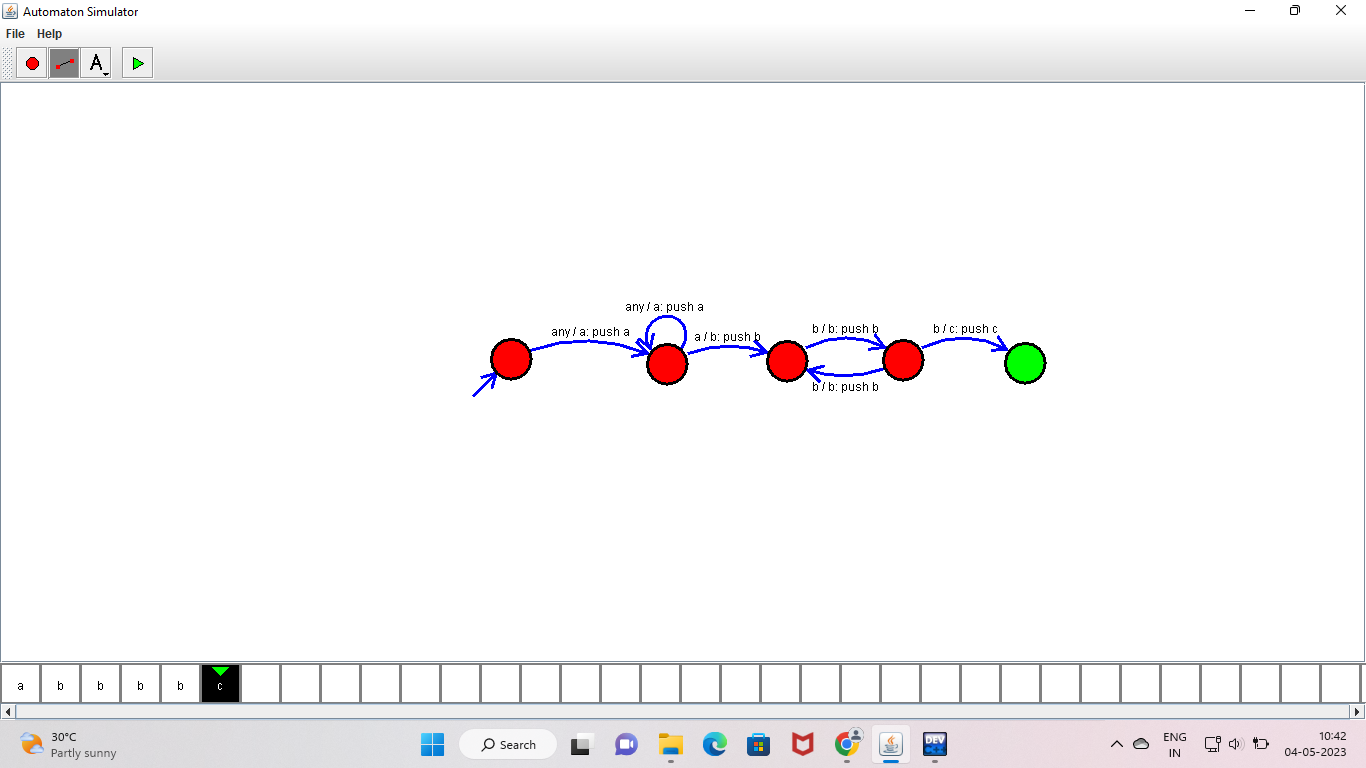 Automaton Simulator
File Help
A
any / a: push a
any / a: push a
a / b: push b
b / b: push b
b / c: push c
b / b: push b
a b b b b c
30°C
Partly sunny
Search
DEV
ENG
IN
10:42
04-05-2023